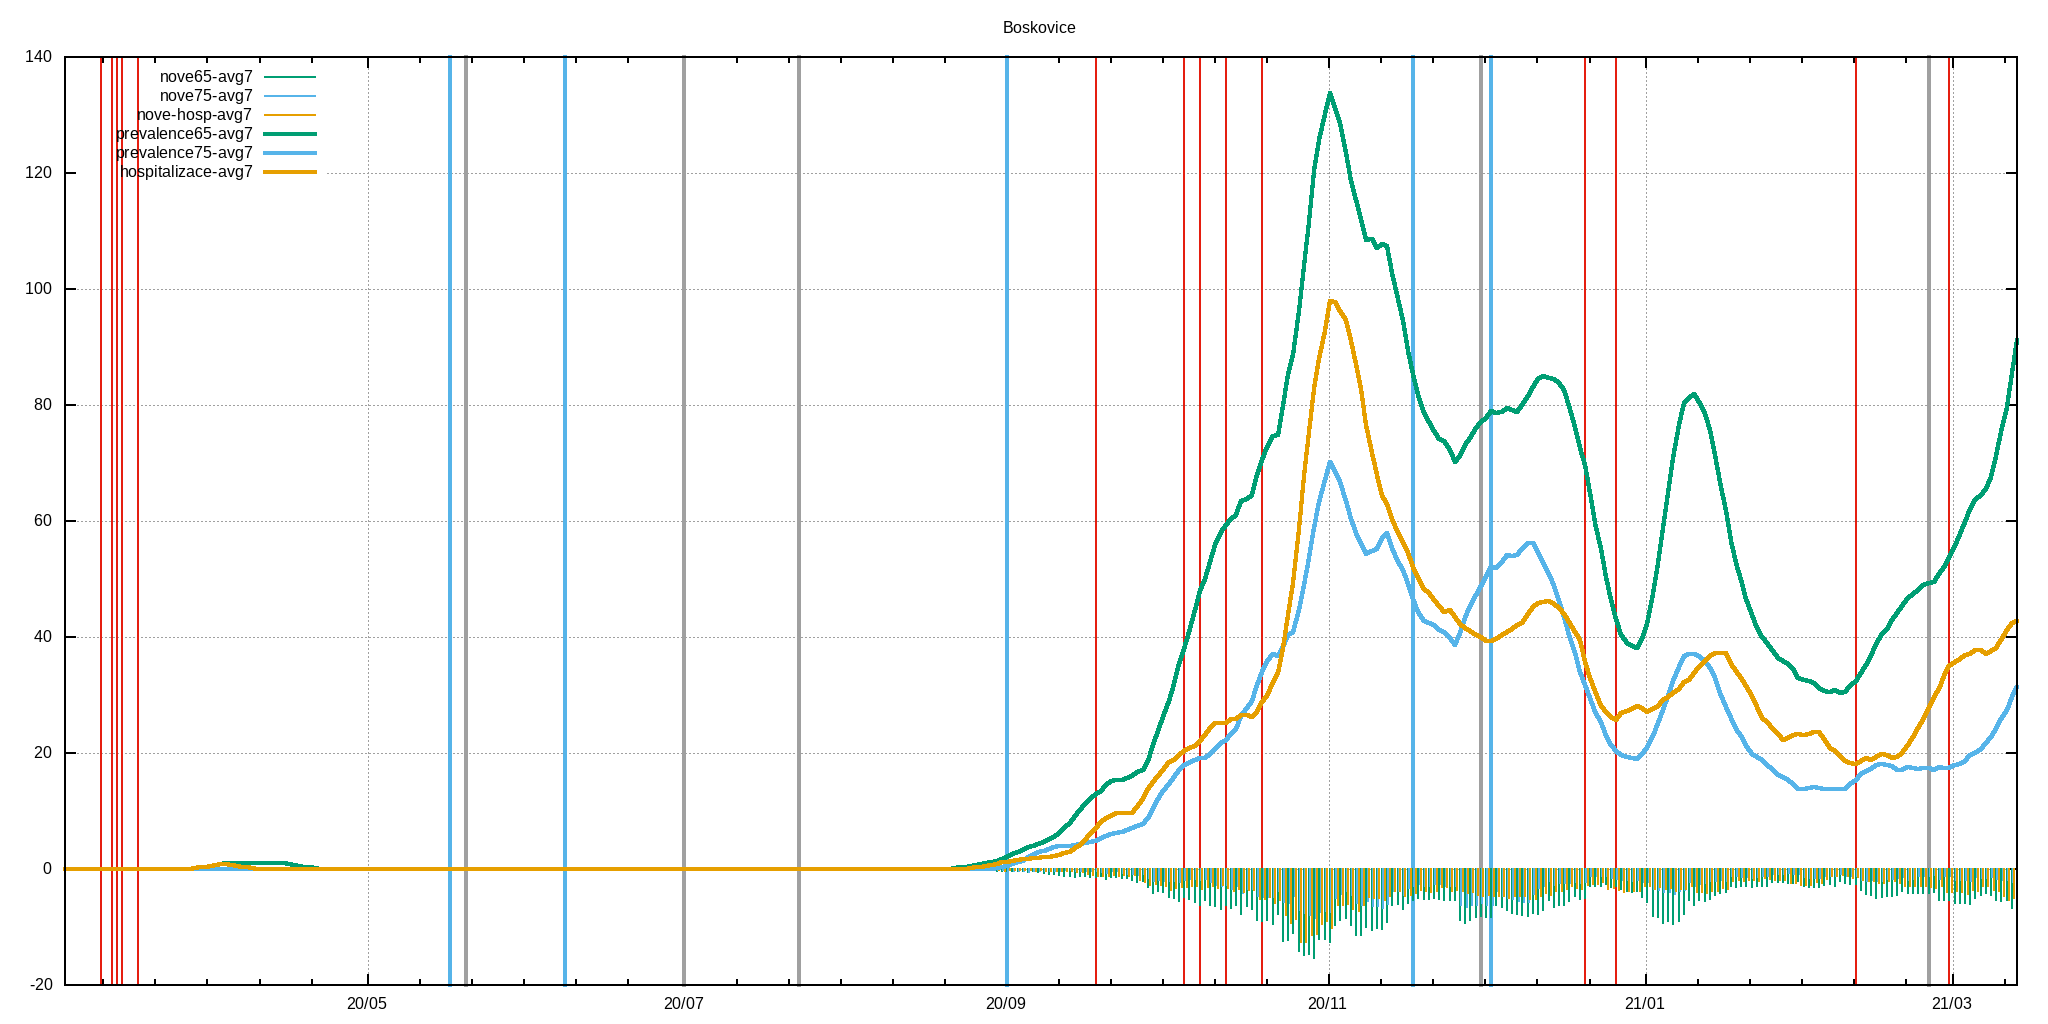 Boskovice
140
120
100
80
60
40
20
0
-20
nove65-avg7
nove75-avg7
nove-hosp-avg7
prevalence65-avg7
prevalence75-avg7
hospitalizace-avg7
20/05 20/07 20/09 20/11 21/01 21/03